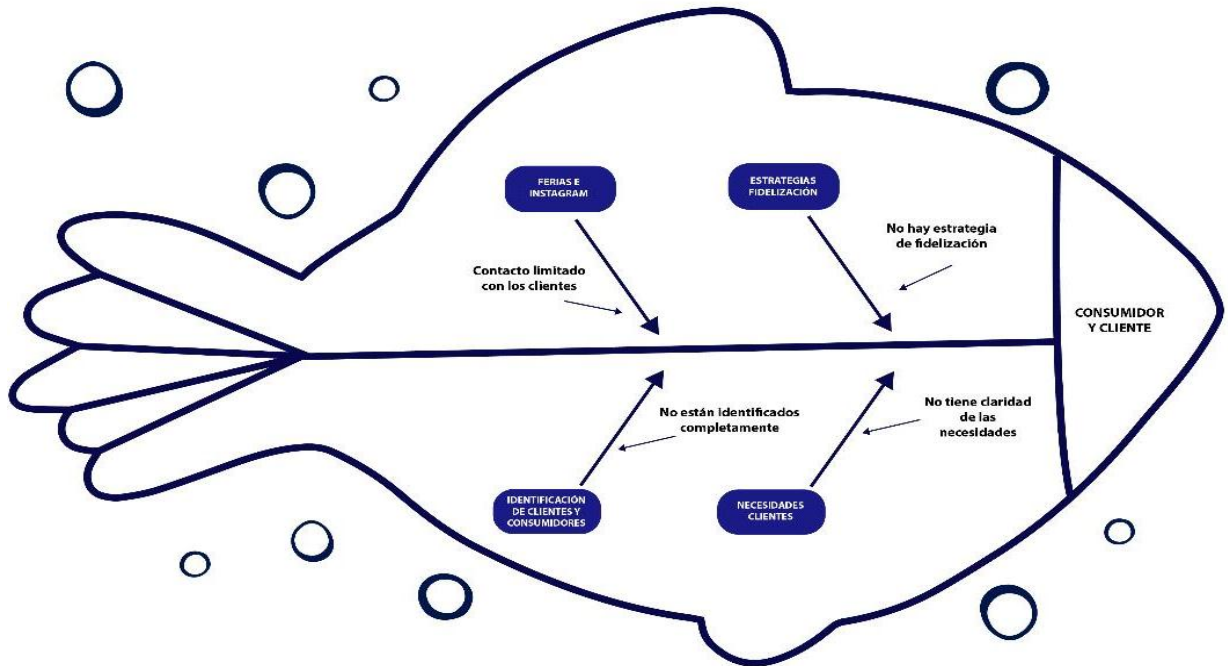 FERIAS E
INSTAGRAM
ESTRATEGIAS
FIDELIZACIÓN
No hay estrategia
de fidelización
Contacto limitado
con los clientes
CONSUMIDOR
Y CLIENTE
No están identificados
completamente
No tiene claridad
de las
necesidades
IDENTIFICACIÓN
DE CLIENTES Y
CONSUMIDORES
NECESIDADES
CLIENTES